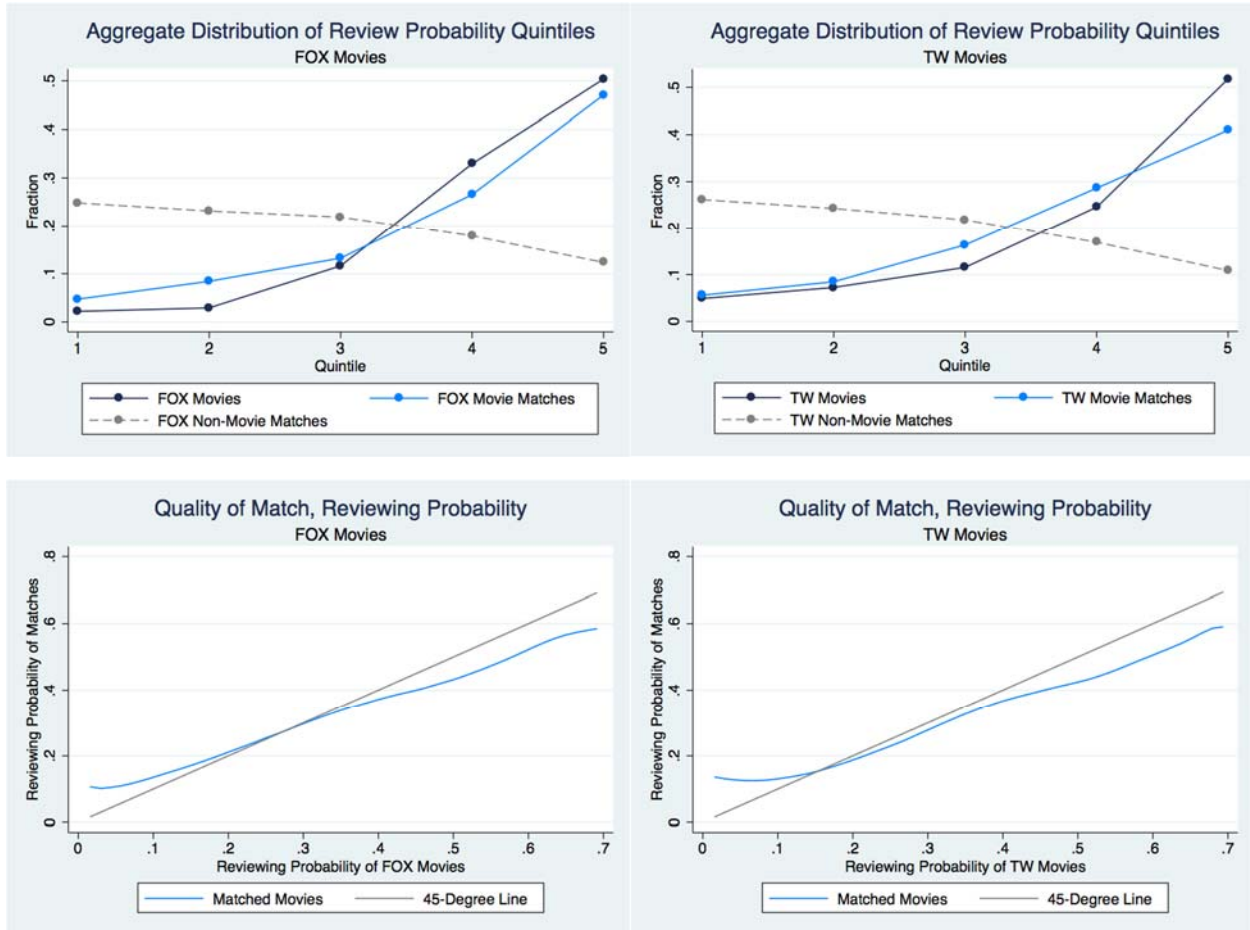 Aggregate Distribution of Review Probability Quintiles
FOX Movies
Fraction
.5
.4
.3
.2
.1
0
1 2 3 4 5
Quintile
FOX Movies FOX Movie Matches
FOX Non-Movie Matches
Aggregate Distribution of Review Probability Quintiles
TW Movies
Fraction
.5
.4
.3
.2
.1
0
1 2 3 4 5
Quintile
TW Movies TW Movie Matches
TW Non-Movie Matches
Quality of Match, Reviewing Probability
FOX Movies
Reviewing Probability of Matches
.8
.6
.4
.2
0
0 .1 .2 .3 .4 .5 .6 .7
Reviewing Probability of FOX Movies
Matched Movies 45-Degree Line
Quality of Match, Reviewing Probability
TW Movies
Reviewing Probability of Matches
.8
.6
.4
.2
0
0 .1 .2 .3 .4 .5 .6 .7
Reviewing Probability of TW Movies
Matched Movies 45-Degree Line